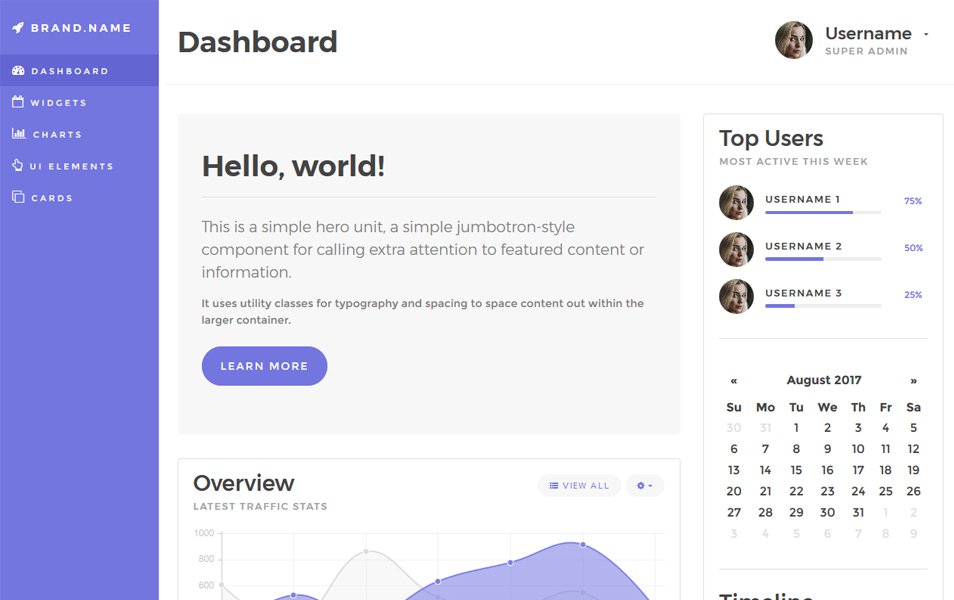 BRAND.NAME
DASHBOARD
WIDGETS
CHARTS
UI ELEMENTS
CARDS
Dashboard
Username
SUPER ADMIN
Hello, world!
This is a simple hero unit, a simple jumbotron-style
component for calling extra attention to featured content or
information.
It uses utility classes for typography and spacing to space content out within the
larger container.
LEARN MORE
Overview
LATEST TRAFFIC STATS
VIEW ALL
1000
800
600
Top Users
MOST ACTIVE THIS WEEK
USERNAME 1 75%
USERNAME 2 50%
USERNAME 3 25%
« August 2017 »
Su Mo Tu We Th Fr Sa
30 31 1 2 3 4 5
6 7 8 9 10 11 12
13 14 15 16 17 18 19
20 21 22 23 24 25 26
27 28 29 30 31 1 2
3 4 5 6 7 8 9
Timeline